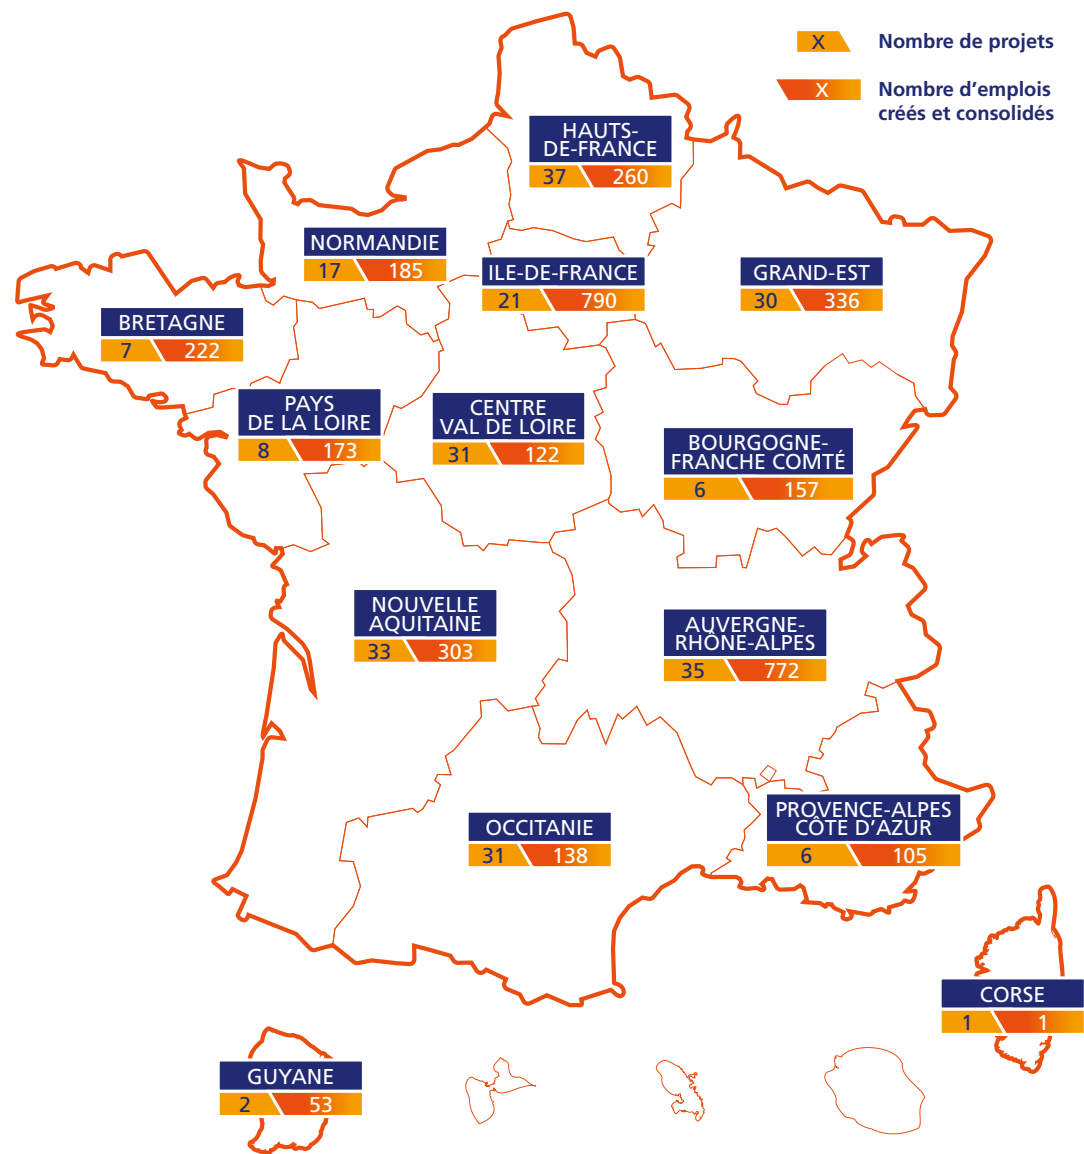 X Nombre de projets
X Nombre d'emplois
créés et consolidés
HAUTS-
DE-FRANCE
37 260
NORMANDIE
17 185
ILE-DE-FRANCE
21 790
GRAND-EST
30 336
BRETAGNE
7 222
PAYS
DE LA LOIRE
8 173
CENTRE
VAL DE LOIRE
31 122
BOURGOGNE-
FRANCHE COMTÉ
6 157
NOUVELLE
AQUITAINE
33 303
AUVERGNE-
RHÔNE-ALPES
35 772
OCCITANIE
31 138
PROVENCE-ALPES
CÔTE D'AZUR
6 105
CORSE
1 1
GUYANE
2 53